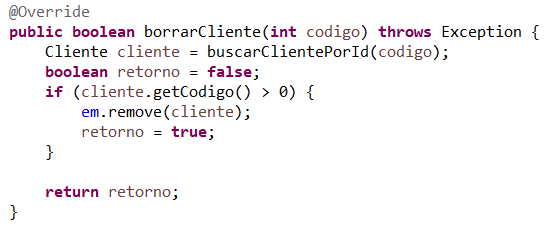 @Override
public boolean borrarCliente(int codigo) throws Exception {
    Cliente cliente = buscarClientePorId(codigo);
    boolean retorno = false;
    if (cliente.getCodigo() > 0) {
        em.remove(cliente);
        retorno = true;
    }

    return retorno;
}